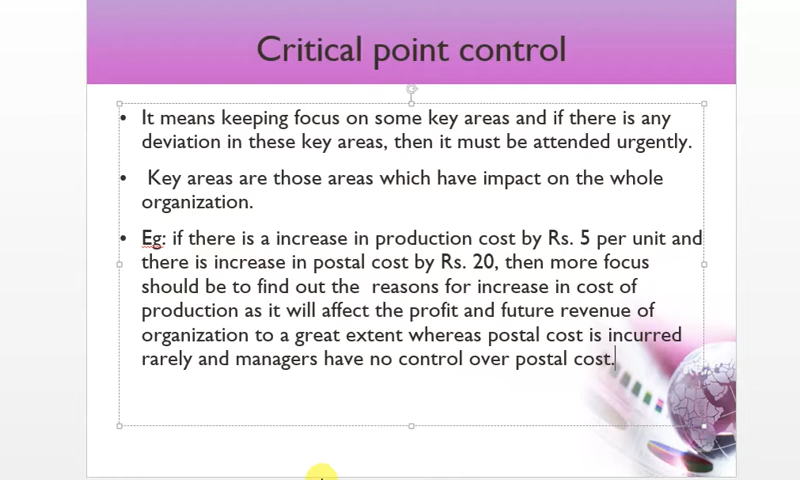 Critical point control
• It means keeping focus on some key areas and if there is any
deviation in these key areas, then it must be attended urgently.
• Key areas are those areas which have impact on the whole
organization.
• Eg: if there is a increase in production cost by Rs. 5 per unit and
there is increase in postal cost by Rs. 20, then more focus
should be to find out the reasons for increase in cost of
production as it will affect the profit and future revenue of
organization to a great extent whereas postal cost is incurred
rarely and managers have no control over postal cost.